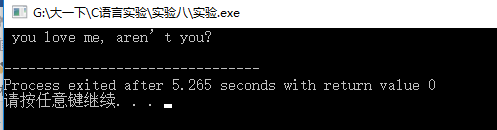 G:\大一下\C语言实验\实验八\实验.exe
you love me, aren't you?
--------------------------------
Process exited after 5.265 seconds with return value 0
请按任意键继续. . .